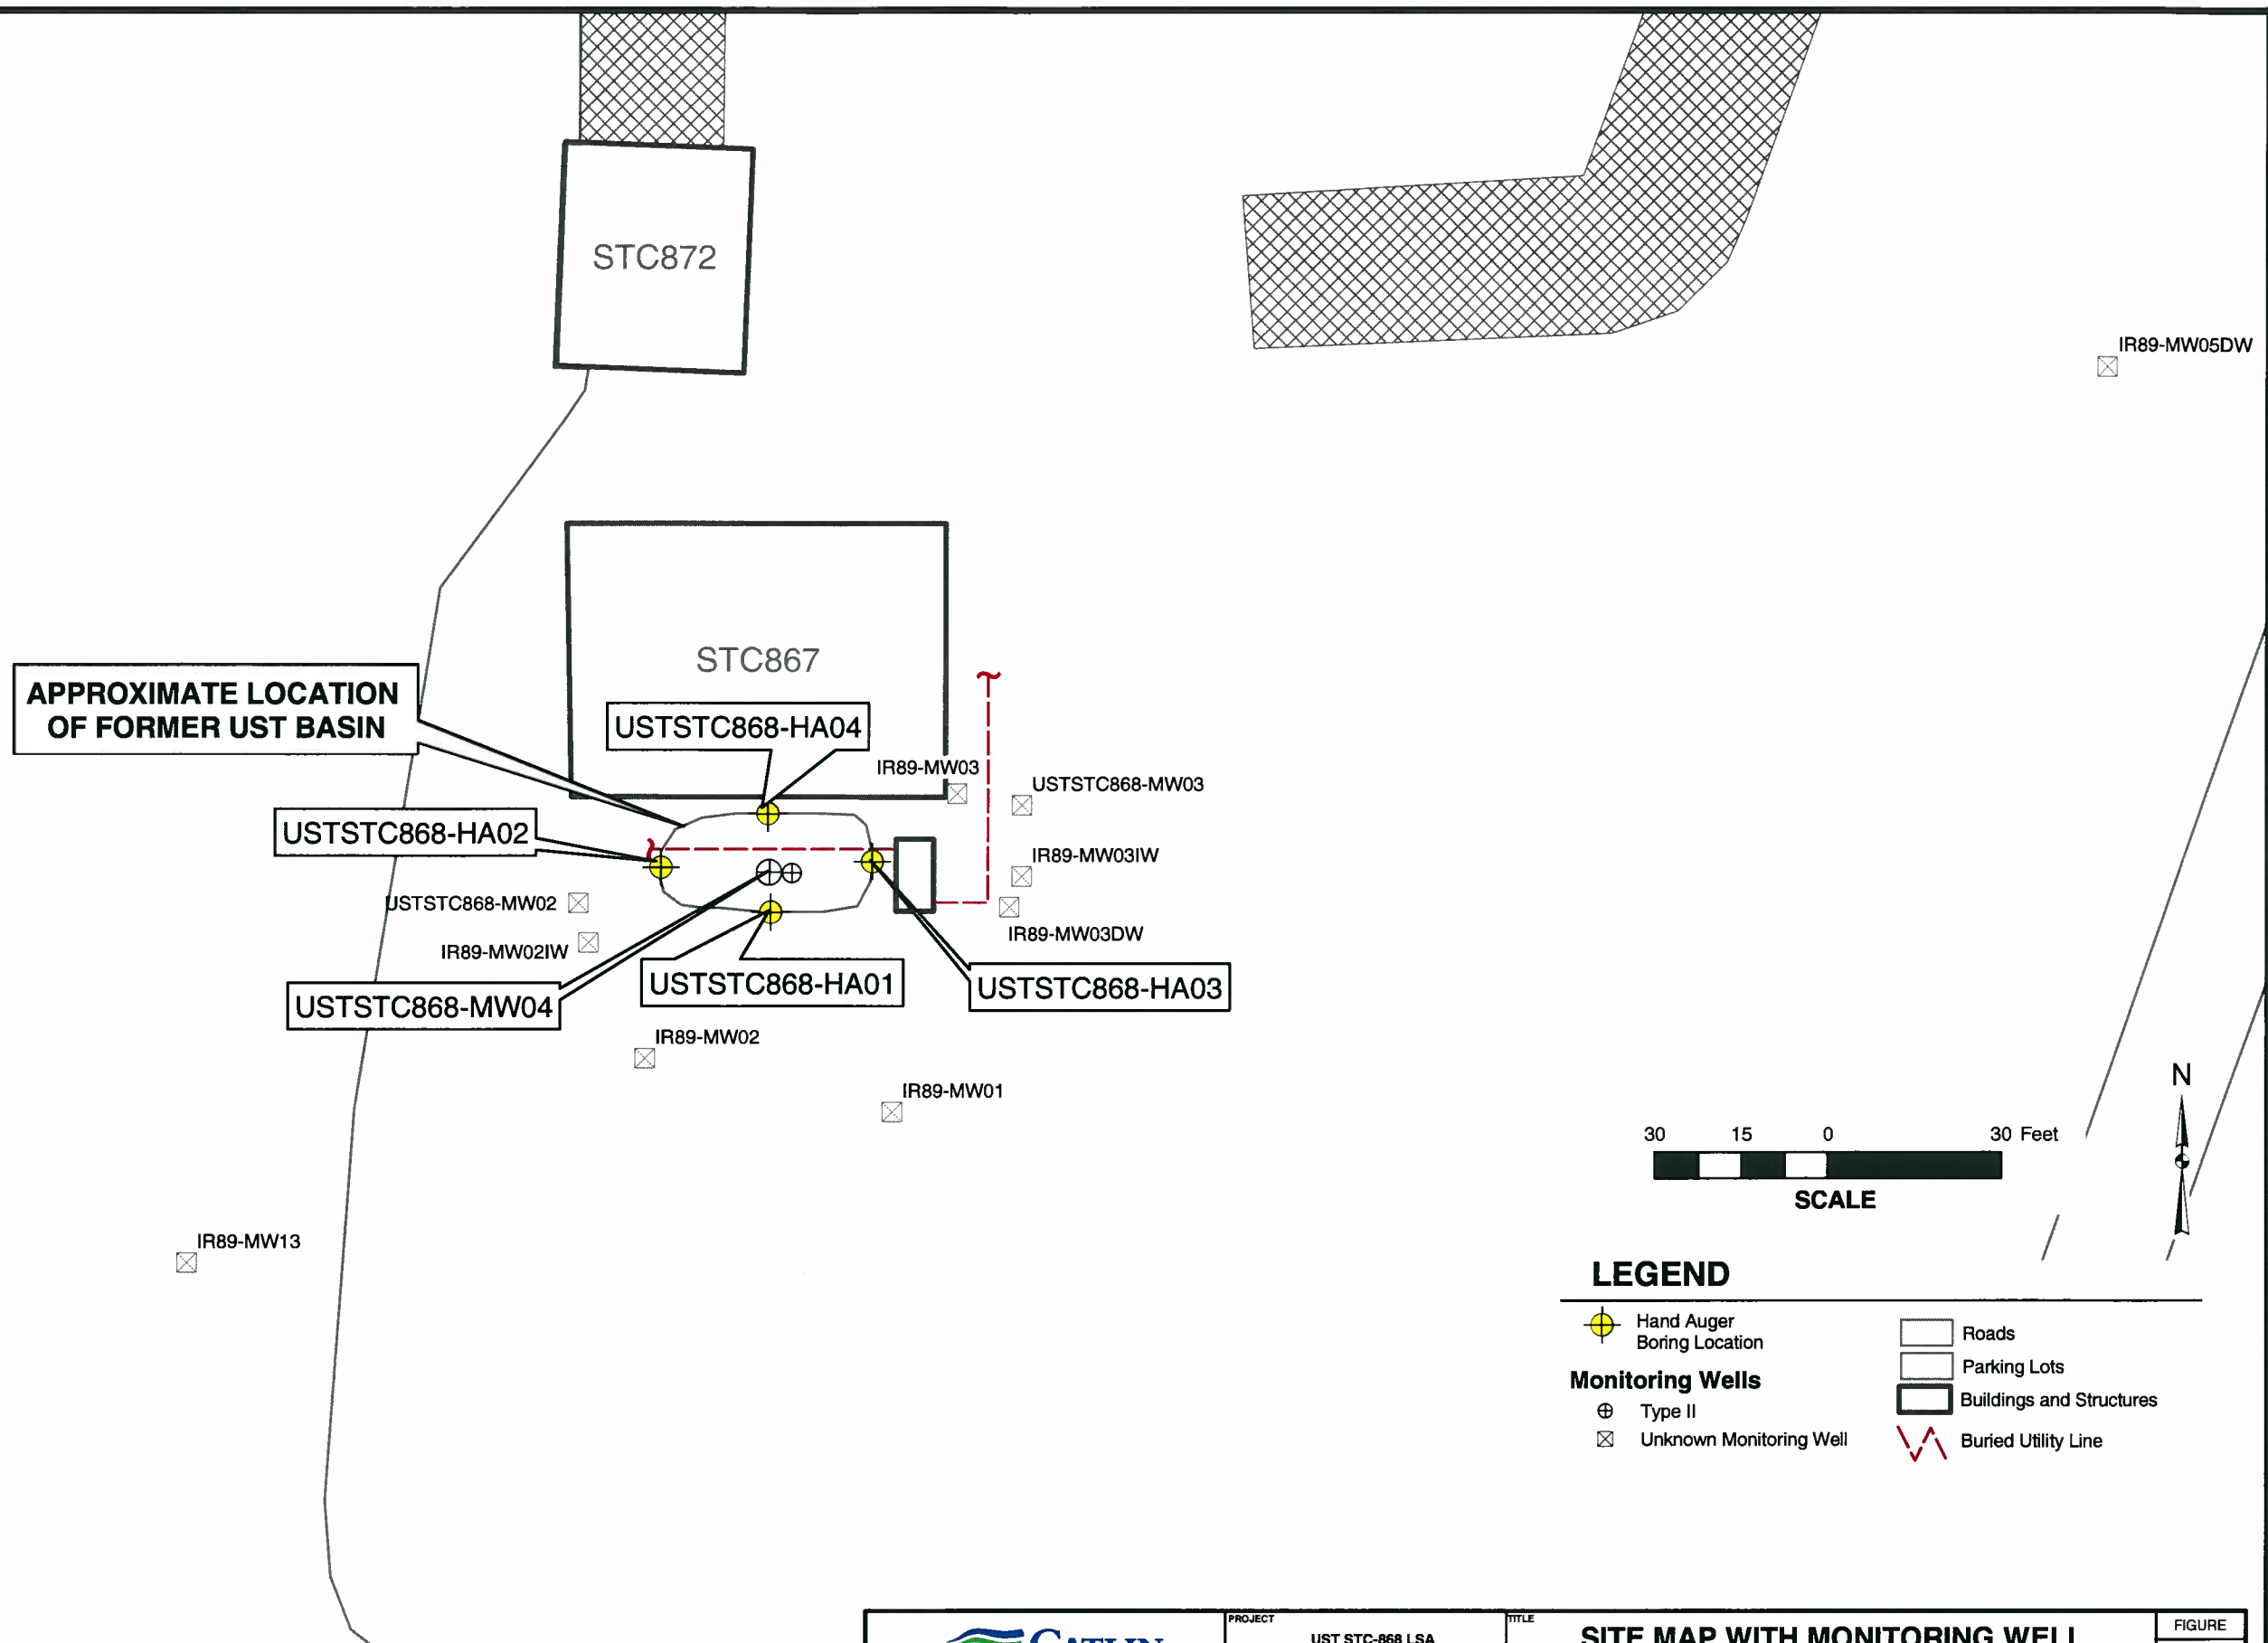 STC872
IR89-MW05DW
STC867
APPROXIMATE LOCATION
OF FORMER UST BASIN
USTSTC868-HA04
IR89-MW03
USTSTC868-MW03
USTSTC868-HA02
IR89-MW03IW
USTSTC868-MW02
IR89-MW03DW
IR89-MW02IW
USTSTC868-HA01
USTSTC868-HA03
USTSTC868-MW04
IR89-MW02
IR89-MW01
N
30 15 0 30 Feet
SCALE
IR89-MW13
LEGEND
Hand Auger
Boring Location
Monitoring Wells
Type II
Unknown Monitoring Well
Roads
Parking Lots
Buildings and Structures
Buried Utility Line
CATLIN
PROJECT
UST STC-868 LSA
TITLE
SITE MAP WITH MONITORING WELL
FIGURE